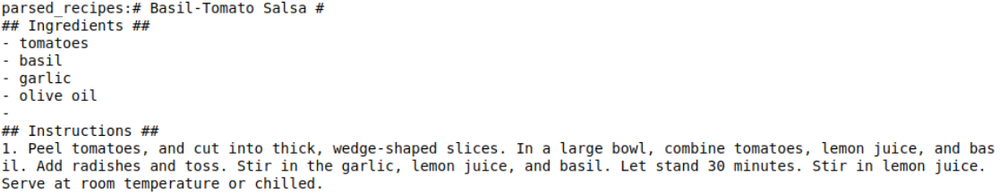 parsed_recipes:# Basil-Tomato Salsa #
## Ingredients ##
- tomatoes
- basil
- garlic
- olive oil
-
## Instructions ##
1. Peel tomatoes, and cut into thick, wedge-shaped slices. In a large bowl, combine tomatoes, lemon juice, and bas
il. Add radishes and toss. Stir in the garlic, lemon juice, and basil. Let stand 30 minutes. Stir in lemon juice.
Serve at room temperature or chilled.